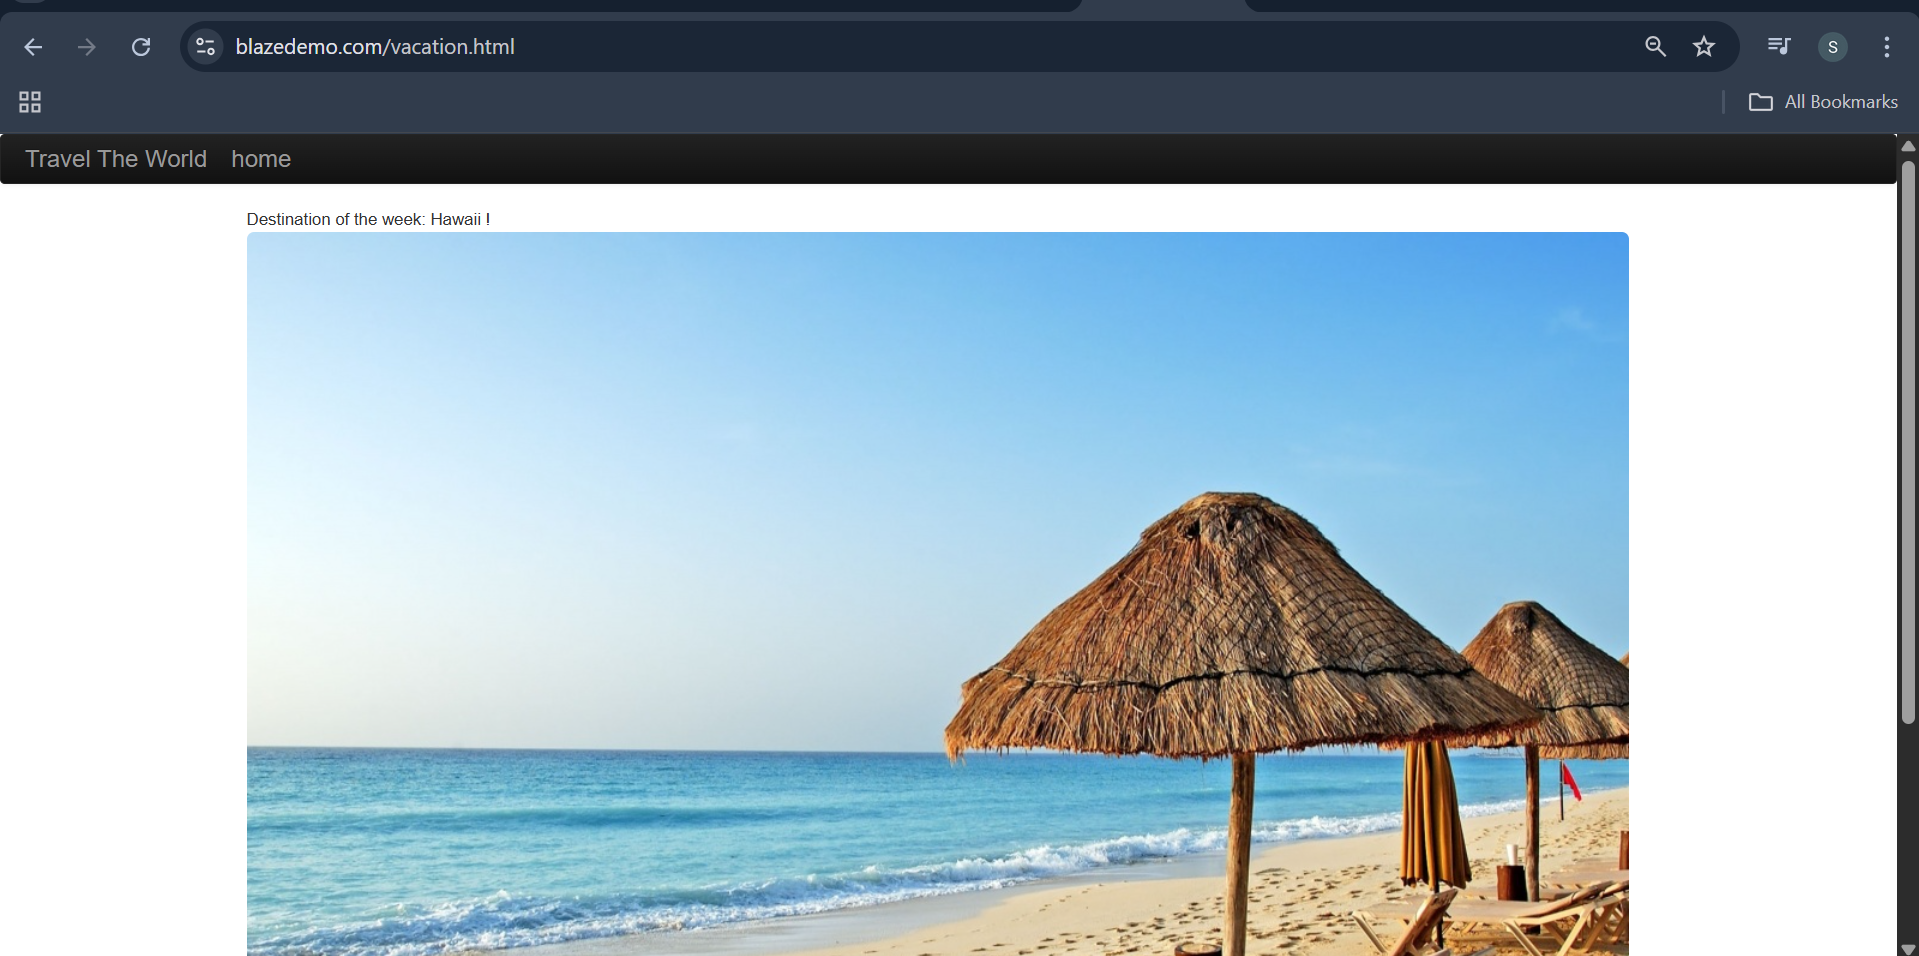 blazedemo.com/vacation.html
S
All Bookmarks
Travel The World home
Destination of the week: Hawaii !